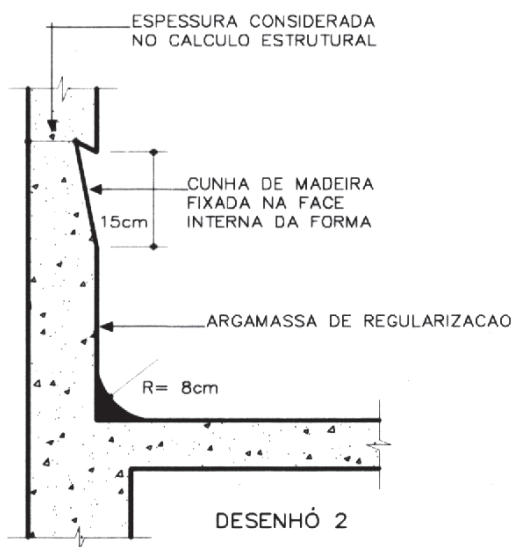 ESPESSURA CONSIDERADA
NO CALCULO ESTRUTURAL
CUNHA DE MADEIRA
FIXADA NA FACE
INTERNA DA FORMA
15cm
ARGAMASSA DE REGULARIZACAO
R= 8cm
DESENHÓ 2